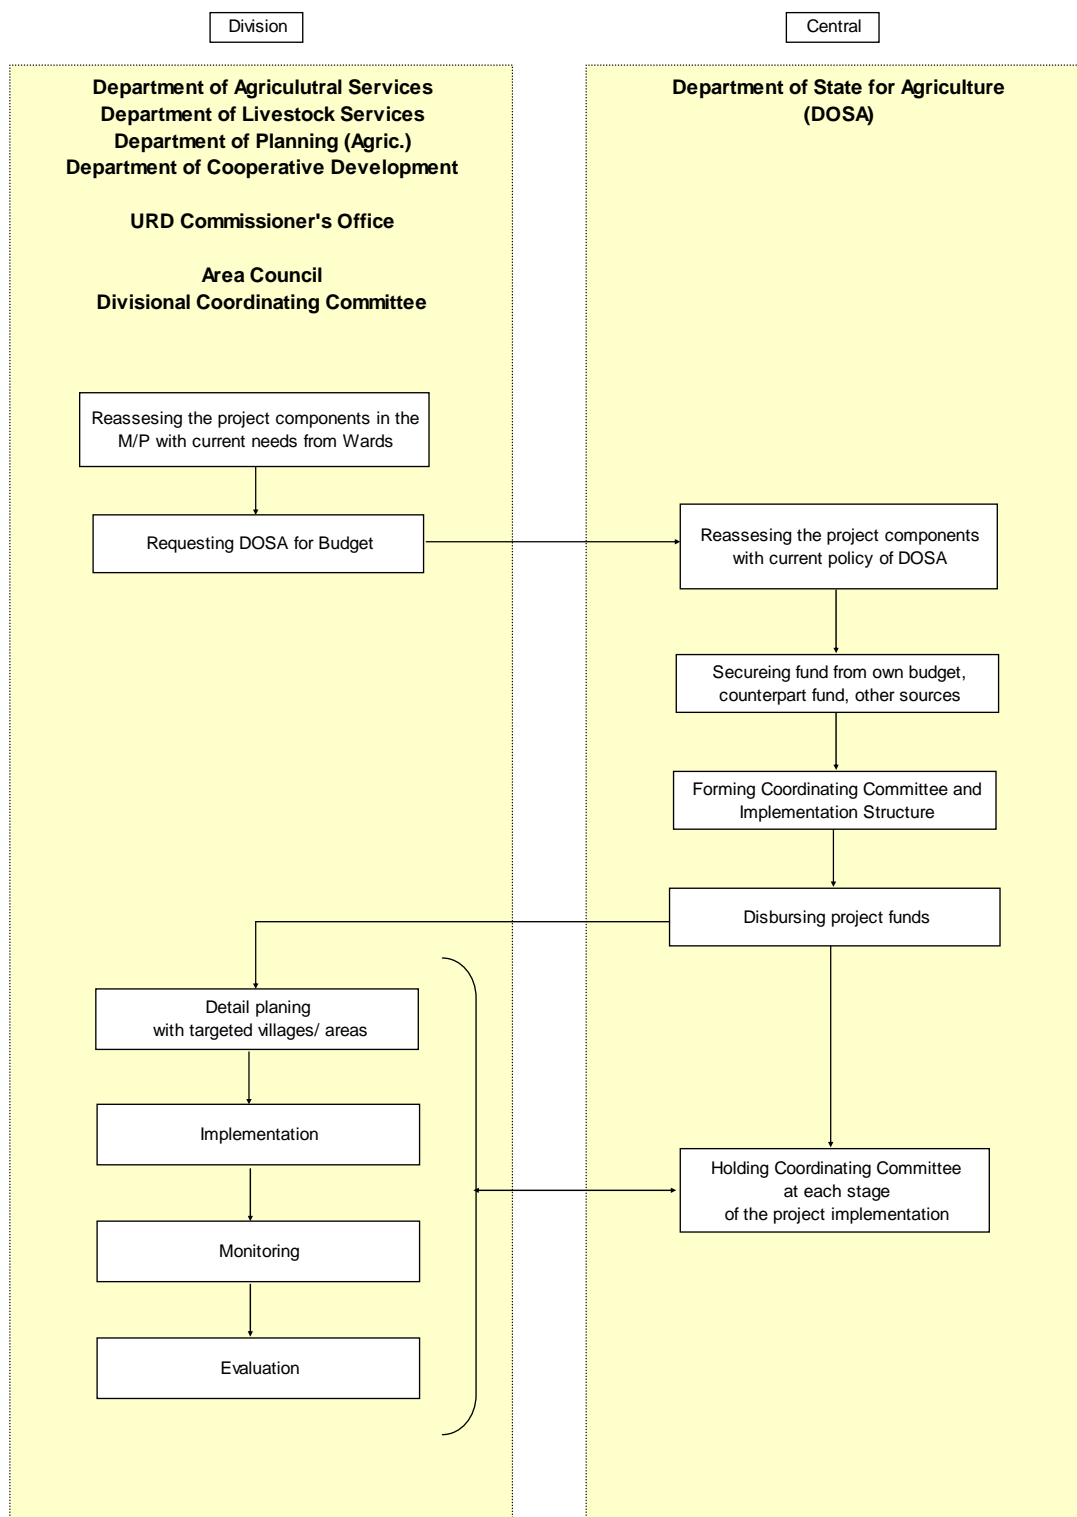 Division
Central
Department of Agriculutral Services
Department of Livestock Services
Department of Planning (Agric.)
Department of Cooperative Development
URD Commissioner's Office
Area Council
Divisional Coordinating Committee
Department of State for Agriculture
(DOSA)
Reassesing the project components in the
M/P with current needs from Wards
Requesting DOSA for Budget
Reassesing the project components
with current policy of DOSA
Secureing fund from own budget,
counterpart fund, other sources
Forming Coordinating Committee and
Implementation Structure
Disbursing project funds
Detail planing
with targeted villages/ areas
Implementation
Monitoring
Evaluation
Holding Coordinating Committee
at each stage
of the project implementation